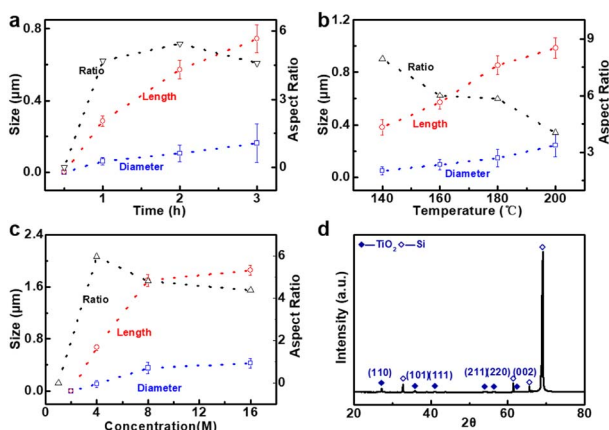 a
Size (μm)
0.8
0.4
0.0
Ratio
Length
Diameter
6
3
0
Aspect Ratio
1
2
3
Time (h)
b
Size (μm)
1.2
0.8
0.4
0.0
Ratio
Length
Diameter
9
6
3
Aspect Ratio
140
160
180
200
Temperature (℃)
c
Size (μm)
2.4
1.8
1.2
0.6
0.0
Ratio
Length
Diameter
6
4
2
0
Aspect Ratio
0
4
8
12
16
Concentration(M)
d
Intensity (a.u.)
TiO₂
Si
(110)
(101)(111)
(211)(220)
(002)
20
40
60
80
2θ